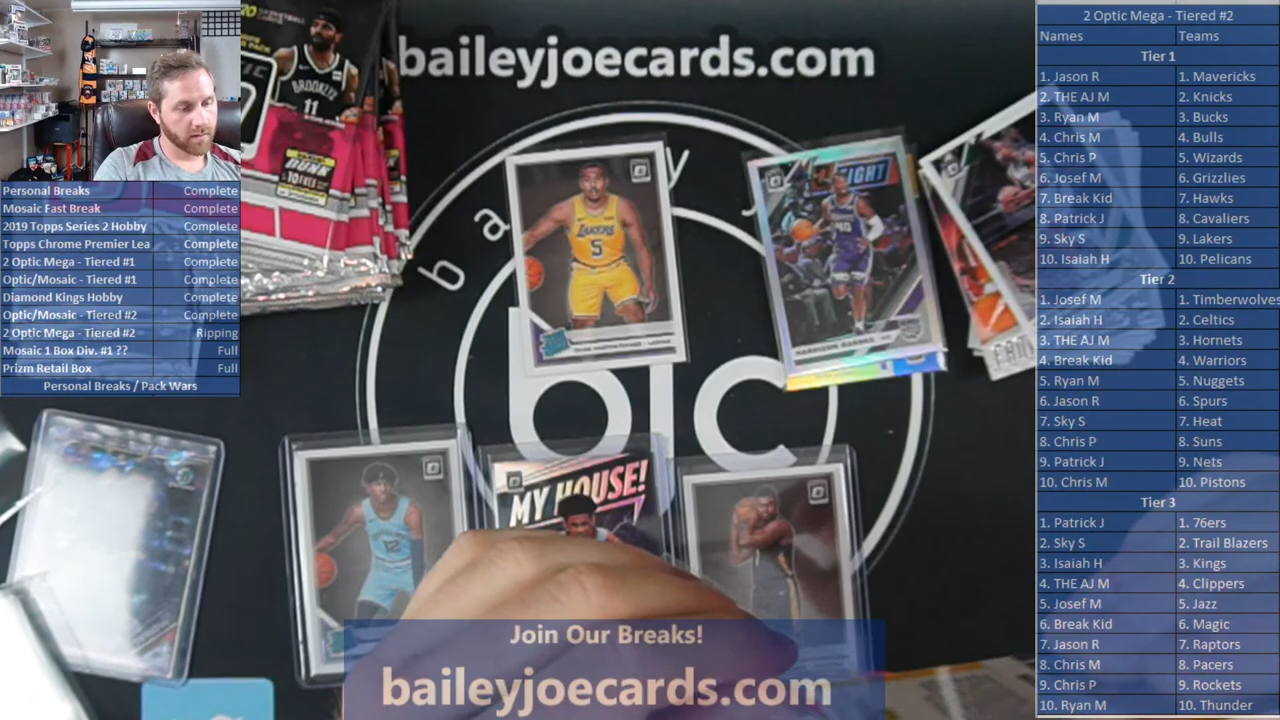 baileyjoecards.com
BROOKLYN
11
LAKERS
5
MY HOUSE!
12
b
a
y
bjc
Personal Breaks Complete
Mosaic Fast Break Complete
2019 Topps Series 2 Hobby Complete
Topps Chrome Premier Lea Complete
2 Optic Mega - Tiered #1 Complete
Optic/Mosaic - Tiered #1 Complete
Diamond Kings Hobby Complete
Optic/Mosaic - Tiered #2 Complete
2 Optic Mega - Tiered #2 Ripping
Mosaic 1 Box Div. #1 ?? Full
Prizm Retail Box Full
Personal Breaks / Pack Wars
Join Our Breaks!
baileyjoecards.com
2 Optic Mega - Tiered #2
Names Teams
Tier 1
1. Jason R 1. Mavericks
2. THE AJ M 2. Knicks
3. Ryan M 3. Bucks
4. Chris M 4. Bulls
5. Chris P 5. Wizards
6. Josef M 6. Grizzlies
7. Break Kid 7. Hawks
8. Patrick J 8. Cavaliers
9. Sky S 9. Lakers
10. Isaiah H 10. Pelicans
Tier 2
1. Josef M 1. Timberwolves
2. Isaiah H 2. Celtics
3. THE AJ M 3. Hornets
4. Break Kid 4. Warriors
5. Ryan M 5. Nuggets
6. Jason R 6. Spurs
7. Sky S 7. Heat
8. Chris P 8. Suns
9. Patrick J 9. Nets
10. Chris M 10. Pistons
Tier 3
1. Patrick J 1. 76ers
2. Sky S 2. Trail Blazers
3. Isaiah H 3. Kings
4. THE AJ M 4. Clippers
5. Josef M 5. Jazz
6. Break Kid 6. Magic
7. Jason R 7. Raptors
8. Chris M 8. Pacers
9. Chris P 9. Rockets
10. Ryan M 10. Thunder